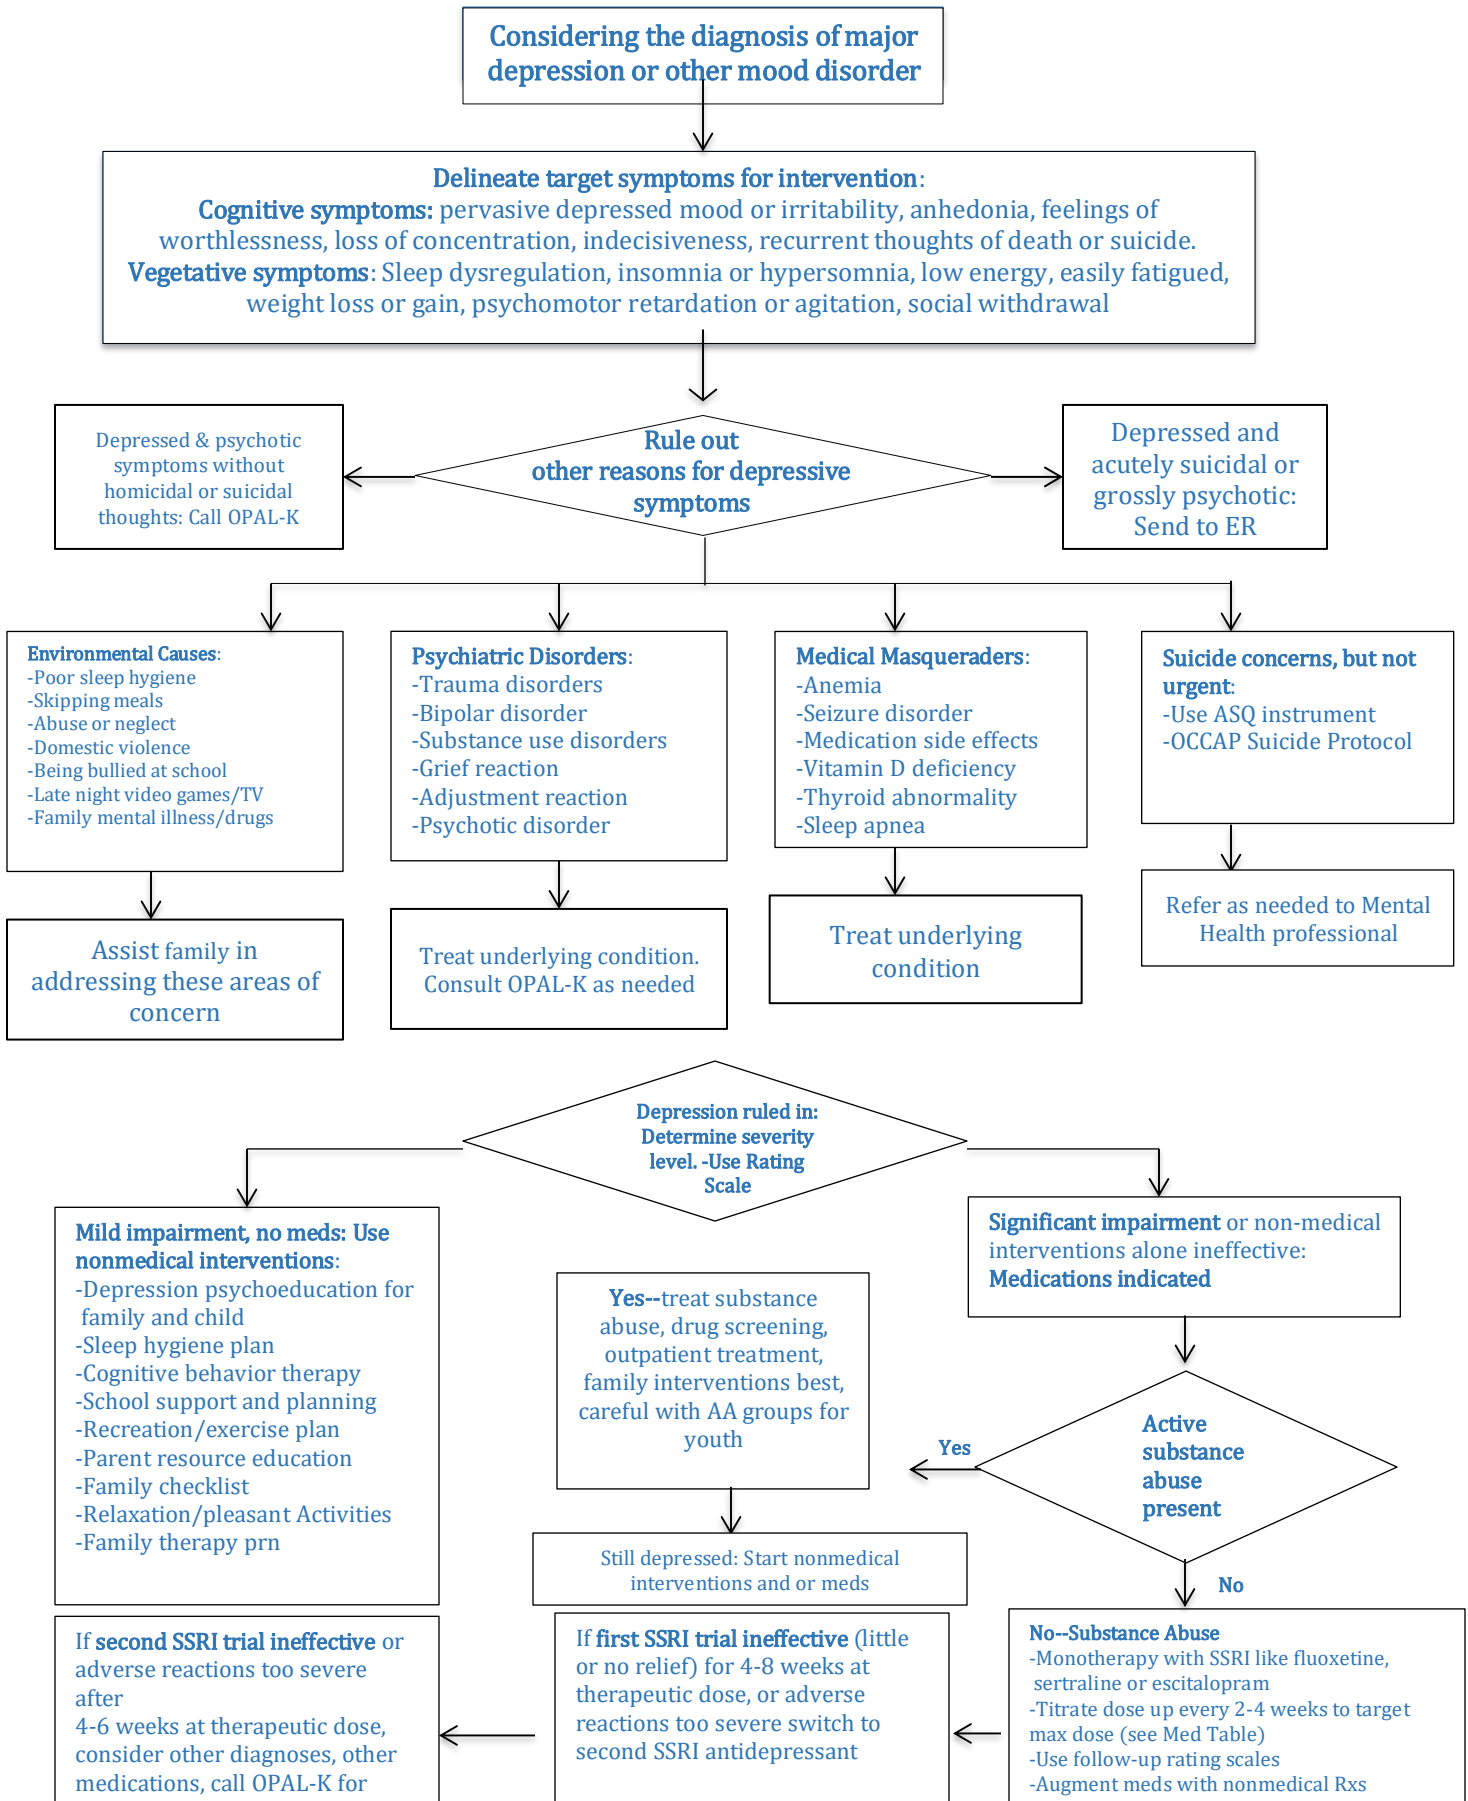 Considering the diagnosis of major
depression or other mood disorder
Delineate target symptoms for intervention:
Cognitive symptoms: pervasive depressed mood or irritability, anhedonia, feelings of
worthlessness, loss of concentration, indecisiveness, recurrent thoughts of death or suicide.
Vegetative symptoms: Sleep dysregulation, insomnia or hypersomnia, low energy, easily fatigued,
weight loss or gain, psychomotor retardation or agitation, social withdrawal
Depressed & psychotic
symptoms without
homicidal or suicidal
thoughts: Call OPAL-K
Rule out
other reasons for depressive
symptoms
Depressed and
acutely suicidal or
grossly psychotic:
Send to ER
Environmental Causes:
-Poor sleep hygiene
-Skipping meals
-Abuse or neglect
-Domestic violence
-Being bullied at school
-Late night video games/TV
-Family mental illness/drugs
Psychiatric Disorders:
-Trauma disorders
-Bipolar disorder
-Substance use disorders
-Grief reaction
-Adjustment reaction
-Psychotic disorder
Medical Masqueraders:
-Anemia
-Seizure disorder
-Medication side effects
-Vitamin D deficiency
-Thyroid abnormality
-Sleep apnea
Suicide concerns, but not
urgent:
-Use ASQ instrument
-OCCAP Suicide Protocol
Assist family in
addressing these areas of
concern
Treat underlying condition.
Consult OPAL-K as needed
Treat underlying
condition
Refer as needed to Mental
Health professional
Depression ruled in:
Determine severity
level. -Use Rating
Scale
Mild impairment, no meds: Use
nonmedical interventions:
-Depression psychoeducation for
family and child
-Sleep hygiene plan
-Cognitive behavior therapy
-School support and planning
-Recreation/exercise plan
-Parent resource education
-Family checklist
-Relaxation/pleasant Activities
-Family therapy prn
Significant impairment or non-medical
interventions alone ineffective:
Medications indicated
Yes--treat substance
abuse, drug screening,
outpatient treatment,
family interventions best,
careful with AA groups for
youth
Yes
Active
substance
abuse
present
Still depressed: Start nonmedical
interventions and or meds
No
If second SSRI trial ineffective or
adverse reactions too severe
after
4-6 weeks at therapeutic dose,
consider other diagnoses, other
medications, call OPAL-K for
If first SSRI trial ineffective (little
or no relief) for 4-8 weeks at
therapeutic dose, or adverse
reactions too severe switch to
second SSRI antidepressant
No--Substance Abuse
-Monotherapy with SSRI like fluoxetine,
sertraline or escitalopram
-Titrate dose up every 2-4 weeks to target
max dose (see Med Table)
-Use follow-up rating scales
-Augment meds with nonmedical Rxs